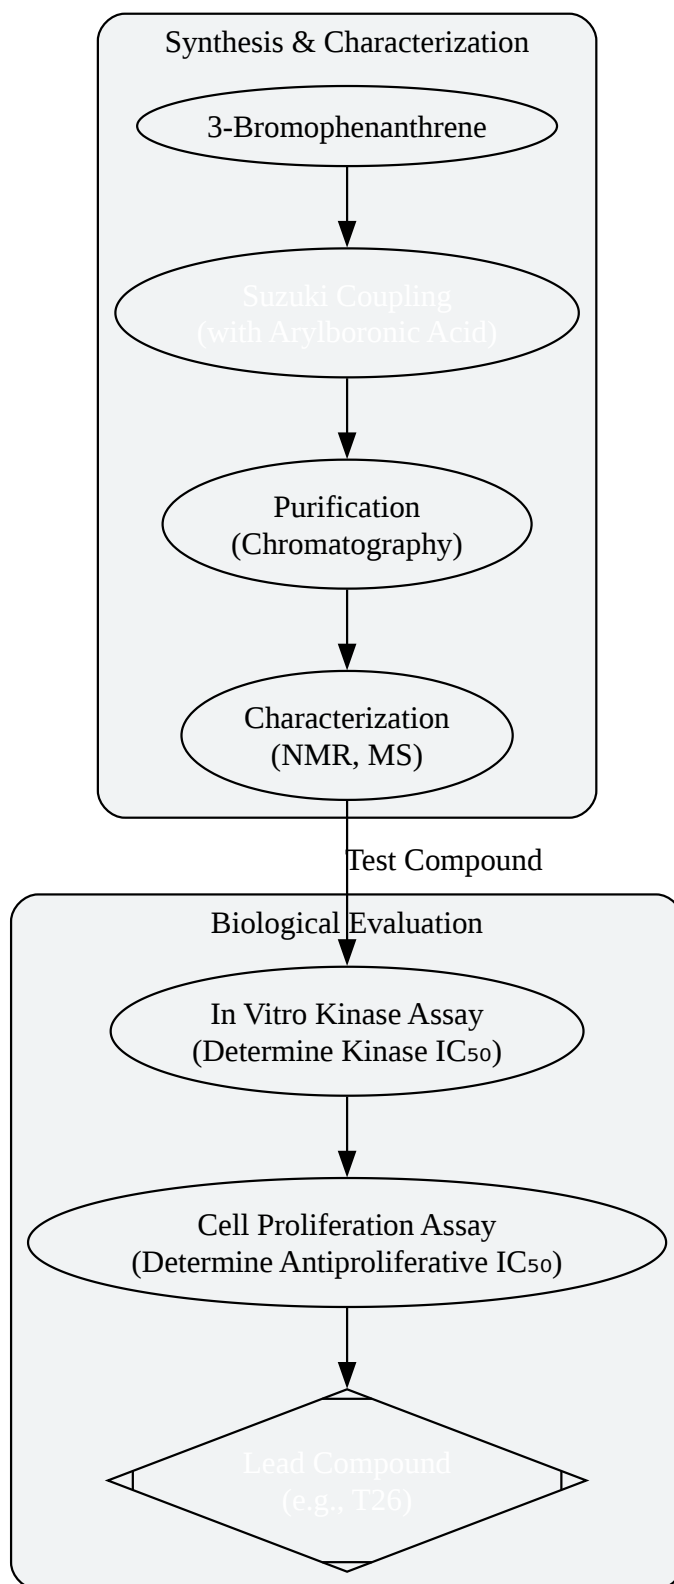 Synthesis & Characterization
3-Bromophenanthrene
Suzuki Coupling
(with Arylboronic Acid)
Purification
(Chromatography)
Characterization
(NMR, MS)
Test Compound
Biological Evaluation
In Vitro Kinase Assay
(Determine Kinase IC₅₀)
Cell Proliferation Assay
(Determine Antiproliferative IC₅₀)
Lead Compound
(e.g., T26)